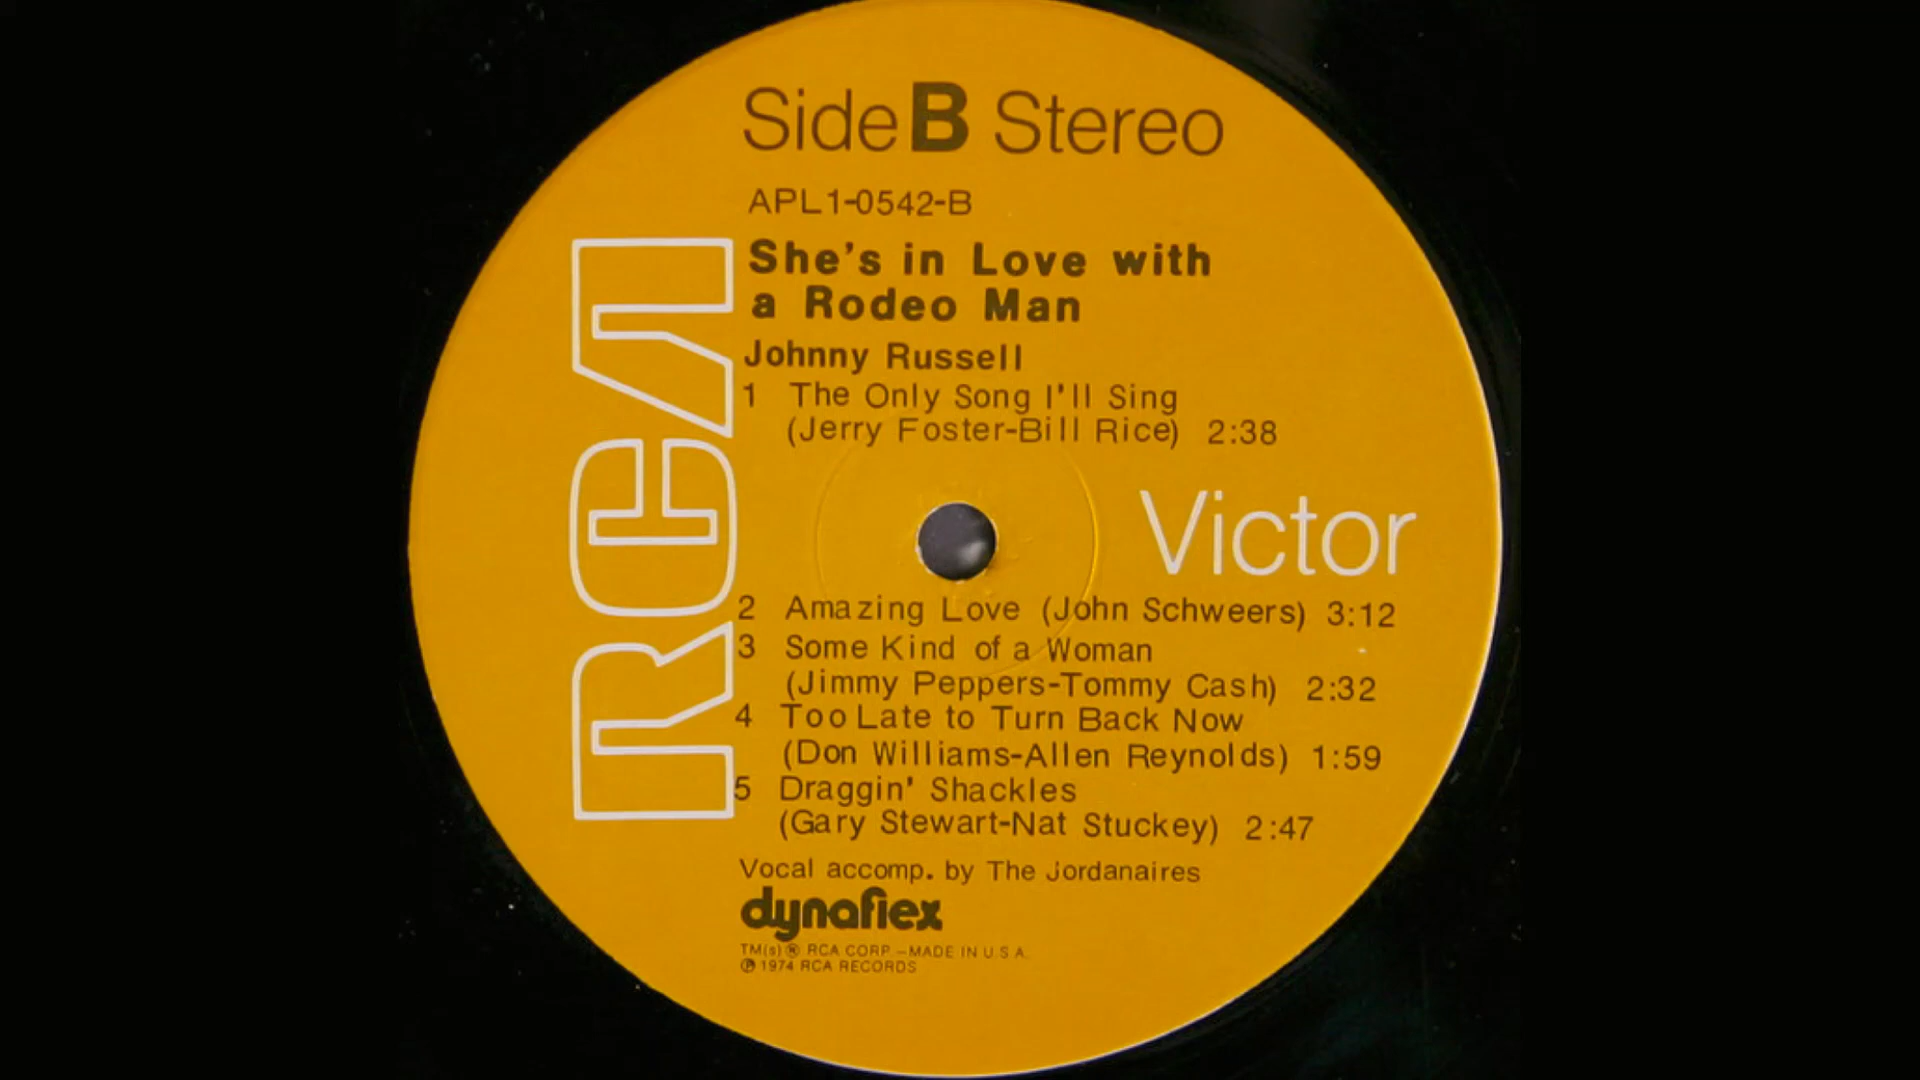 Side B Stereo
APL1-0542-B
She's in Love with
a Rodeo Man
Johnny Russell
1 The Only Song I'll Sing
(Jerry Foster-Bill Rice) 2:38
RCA
Victor
2 Amazing Love (John Schweers) 3:12
3 Some Kind of a Woman
(Jimmy Peppers-Tommy Cash) 2:32
4 Too Late to Turn Back Now
(Don Williams-Allen Reynolds) 1:59
5 Draggin' Shackles
(Gary Stewart-Nat Stuckey) 2:47
Vocal accomp. by The Jordanaires
dynaflex
TM(s) ® RCA CORP.—MADE IN U.S.A.
℗ 1974 RCA RECORDS